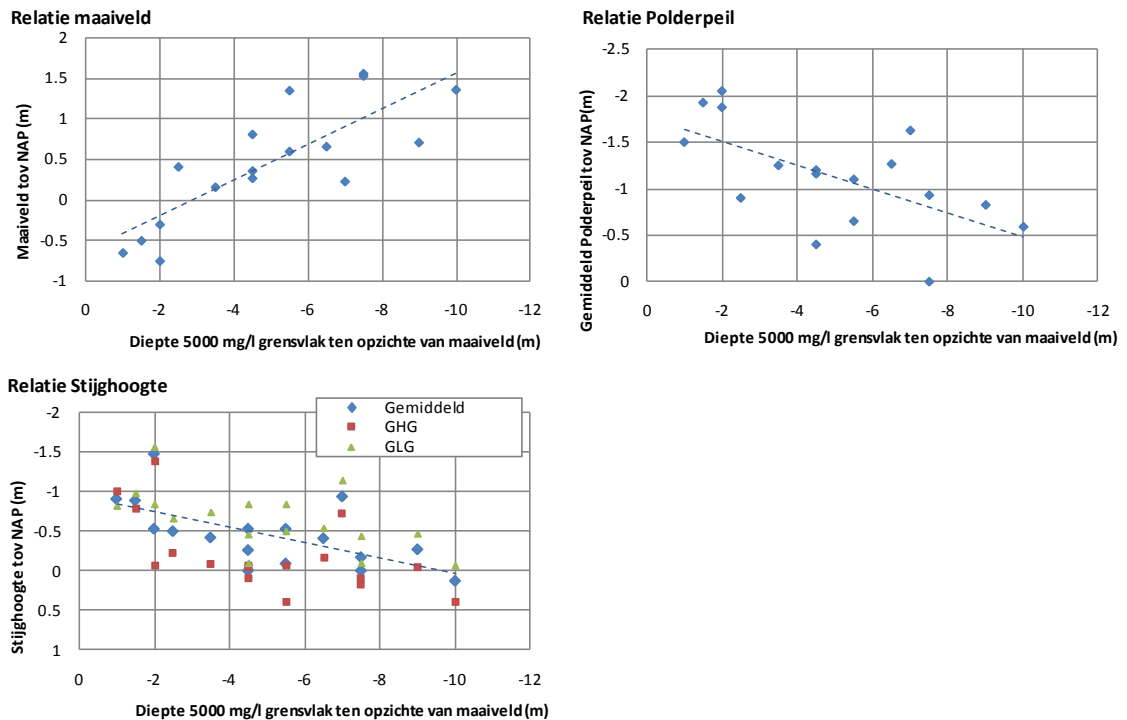 Relatie maaiveld
2
1.5
1
0.5
0
-0.5
-1
Maaiveld tov NAP (m)
0 -2 -4 -6 -8 -10 -12
Diepte 5000 mg/l grensvlak ten opzichte van maaiveld (m)
Relatie Polderpeil
-2.5
-2
-1.5
-1
-0.5
0
Gemiddeld Polderpeil tov NAP(m)
0 -2 -4 -6 -8 -10 -12
Diepte 5000 mg/l grensvlak ten opzichte van maaiveld (m)
Relatie Stijghoogte
Gemiddeld
GHG
GLG
-2
-1.5
-1
-0.5
0
0.5
1
Stijghoogte tov NAP (m)
0 -2 -4 -6 -8 -10 -12
Diepte 5000 mg/l grensvlak ten opzichte van maaiveld (m)